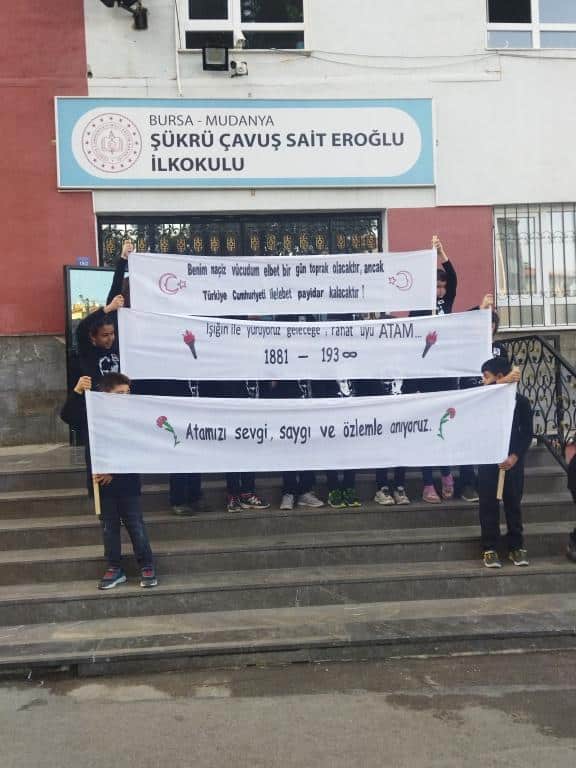 BURSA - MUDANYA
ŞÜKRÜ ÇAVUŞ SAİT EROĞLU
İLKOKULU
Benim naçiz vücudum elbet bir gün toprak olacaktır, ancak
Türkiye Cumhuriyeti ilelebet payidar kalacaktır !
Işığın ile yürüyoruz geleceğe , rahat uyu ATAM...
1881 - 193∞
Atamızı sevgi, saygı ve özlemle anıyoruz.